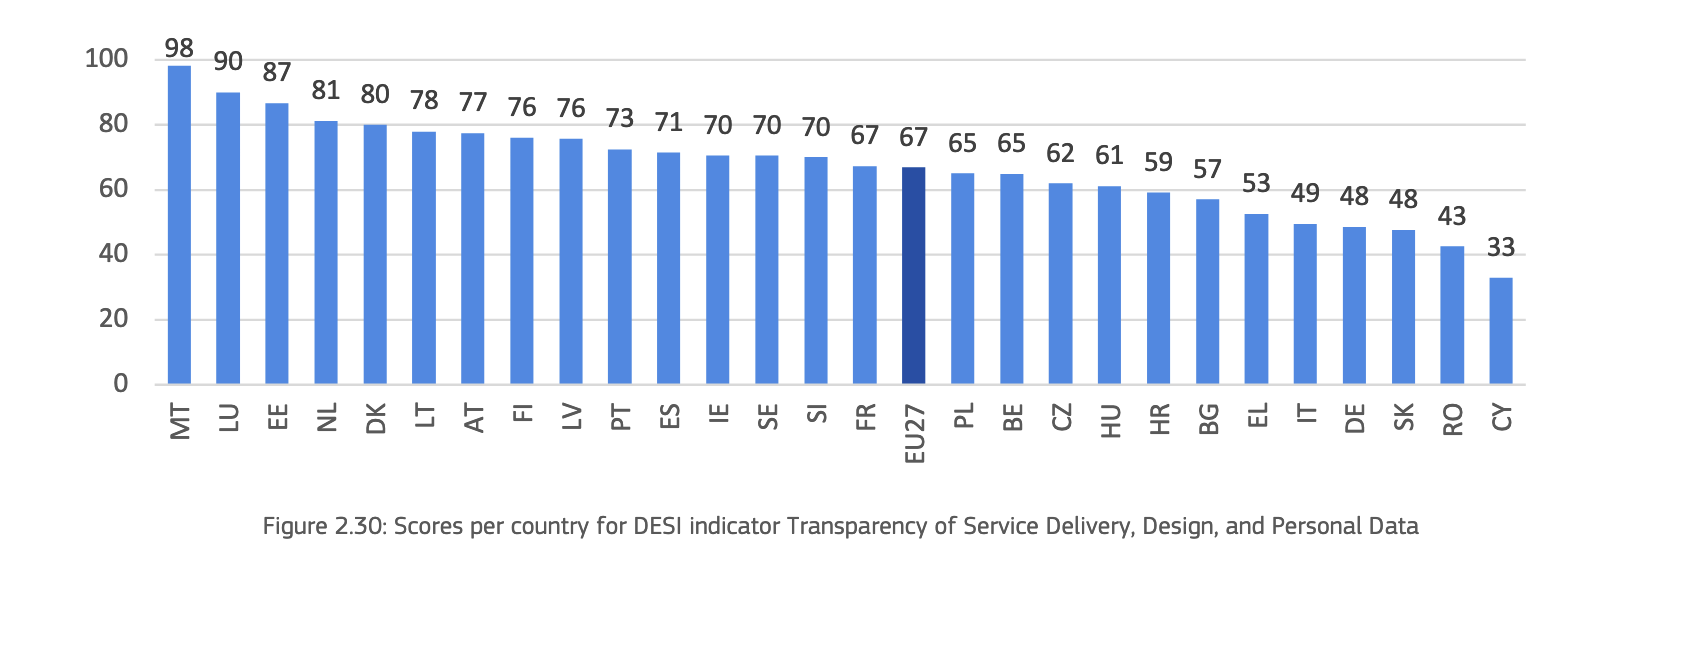 98 90 87 81 80 78 77 76 76 73 71 70 70 70 67 67 65 65 62 61 59 57 53 49 48 48 43 33
100
80
60
40
20
0
MT LU EE NL DK LT AT FI LV PT ES IE SE SI FR EU27 PL BE CZ HU HR BG EL IT DE SK RO CY
Figure 2.30: Scores per country for DESI indicator Transparency of Service Delivery, Design, and Personal Data